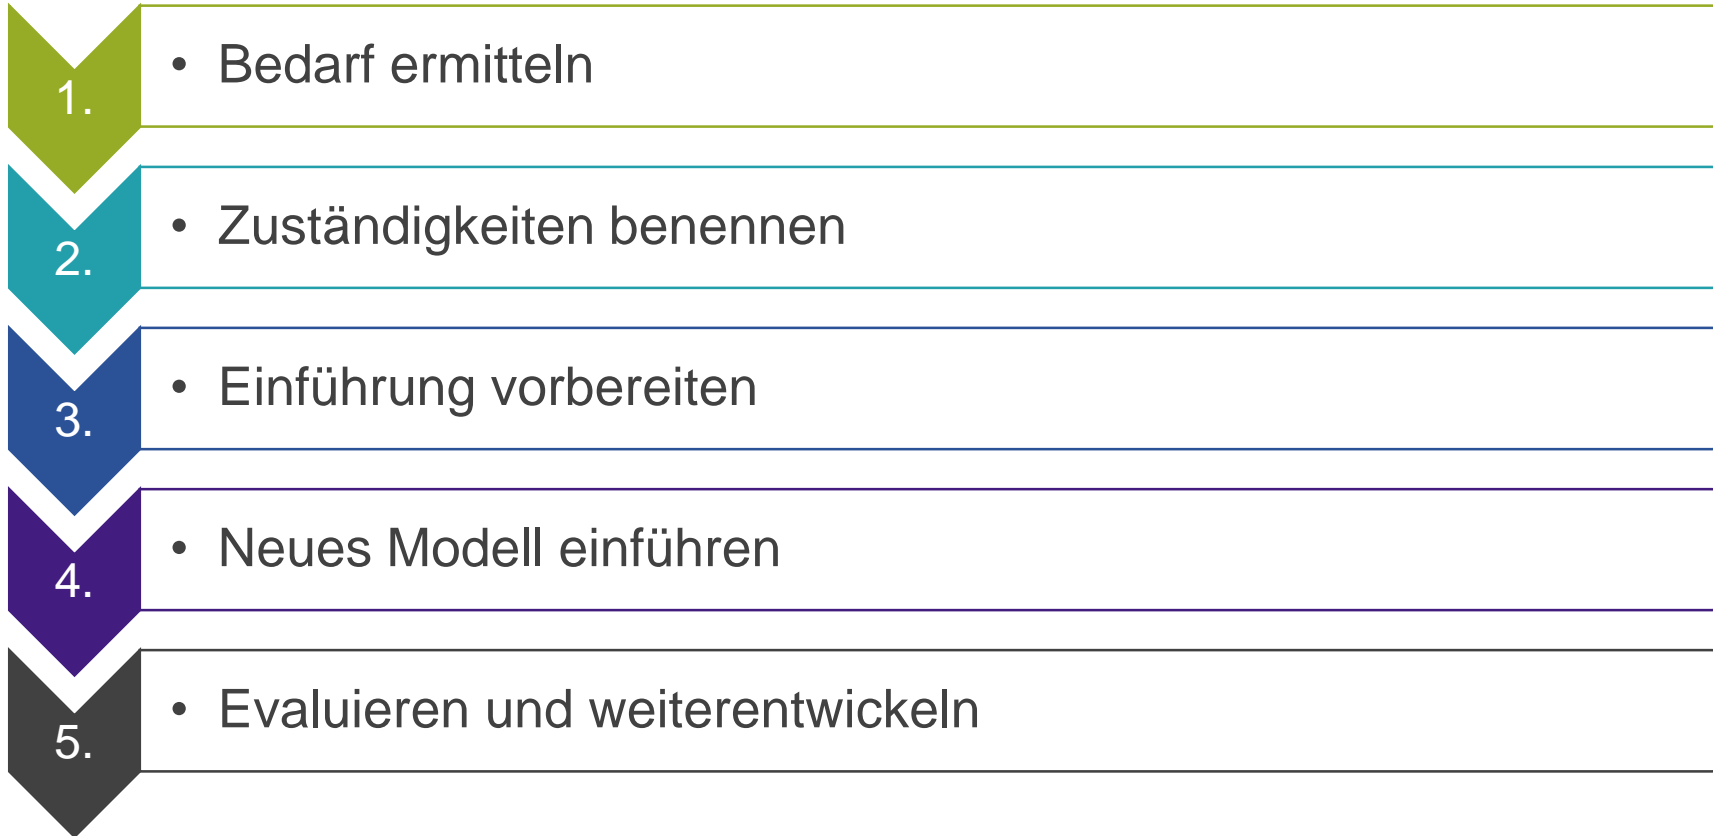 1.
• Bedarf ermitteln
2.
• Zuständigkeiten benennen
3.
• Einführung vorbereiten
4.
• Neues Modell einführen
5.
• Evaluieren und weiterentwickeln